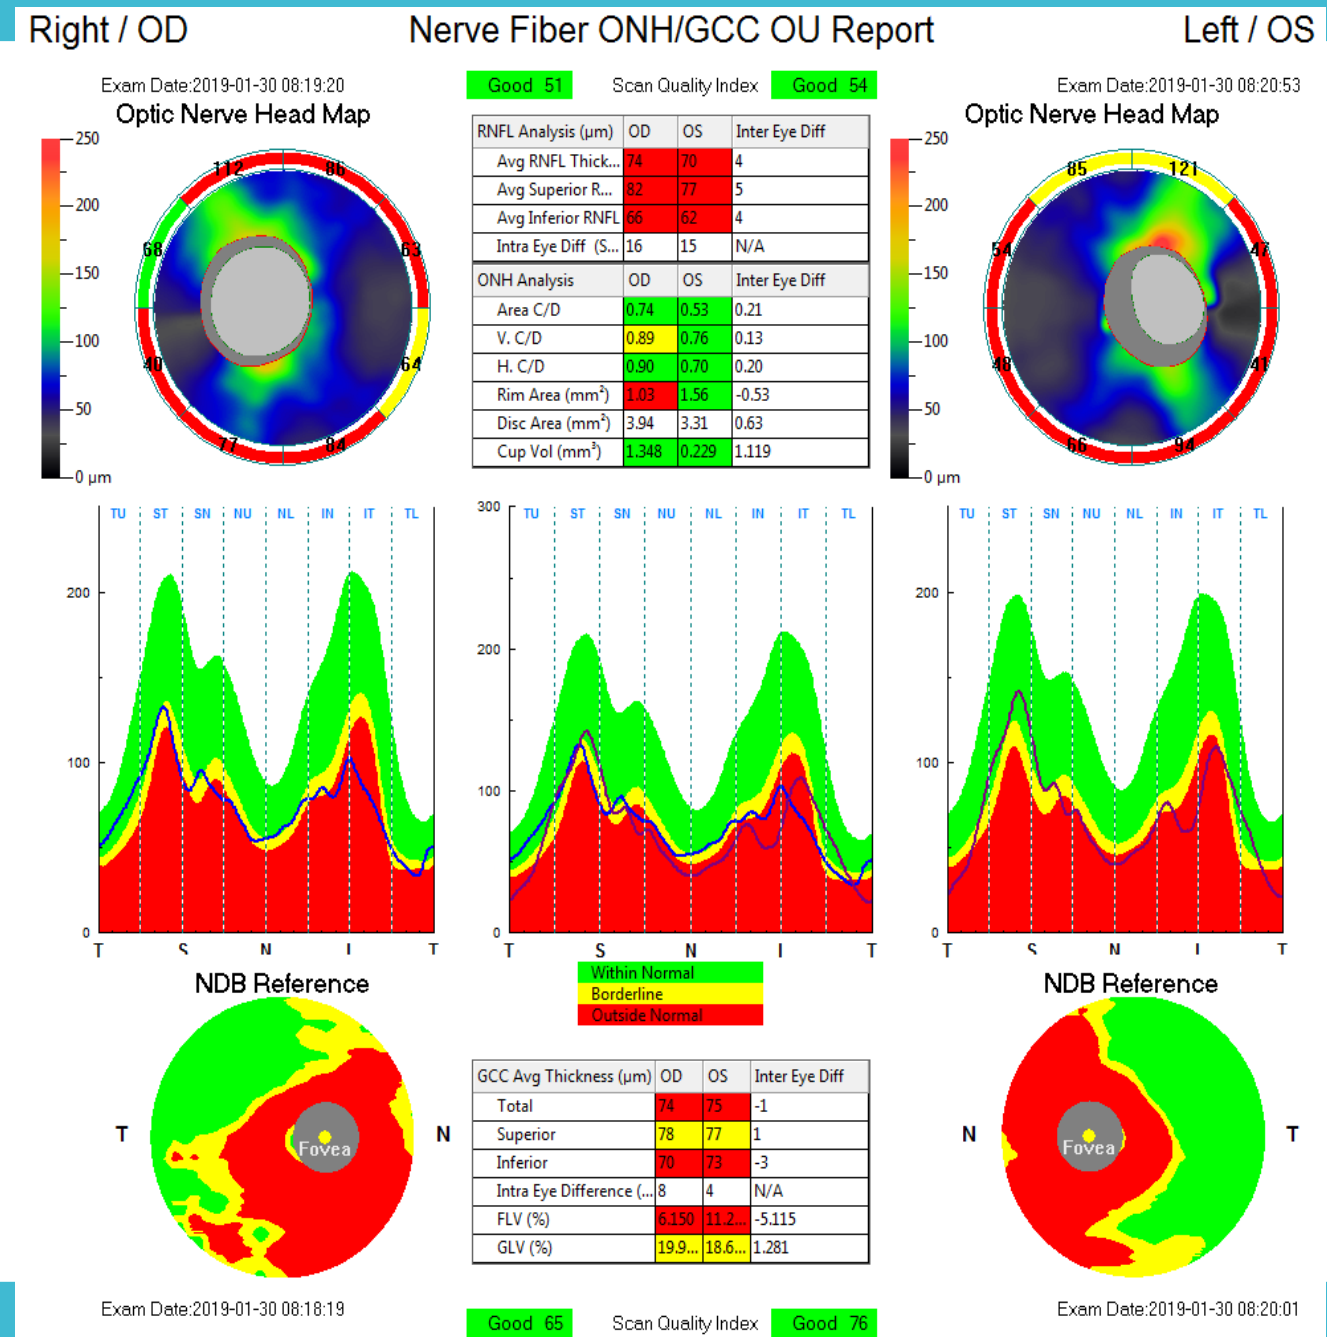 Right / OD
Nerve Fiber ONH/GCC OU Report
Left / OS
Exam Date:2019-01-30 08:19:20
Good 51
Scan Quality Index
Good 54
Exam Date:2019-01-30 08:20:53
Optic Nerve Head Map
Optic Nerve Head Map
250
200
150
100
50
0 µm
112
86
68
63
40
64
77
84
RNFL Analysis (µm) OD OS Inter Eye Diff
Avg RNFL Thick... 74 70 4
Avg Superior R... 82 77 5
Avg Inferior RNFL 66 62 4
Intra Eye Diff (S... 16 15 N/A
ONH Analysis OD OS Inter Eye Diff
Area C/D 0.74 0.53 0.21
V. C/D 0.89 0.76 0.13
H. C/D 0.90 0.70 0.20
Rim Area (mm²) 1.03 1.56 -0.53
Disc Area (mm²) 3.94 3.31 0.63
Cup Vol (mm³) 1.348 0.229 1.119
250
200
150
100
50
0 µm
85
121
54
47
48
41
66
94
TU ST SN NU NL IN IT TL
200
100
0
T S N I T
300
TU ST SN NU NL IN IT TL
200
100
0
T S N I T
TU ST SN NU NL IN IT TL
200
100
0
T S N I T
Within Normal
Borderline
Outside Normal
NDB Reference
T
Fovea
N
GCC Avg Thickness (µm) OD OS Inter Eye Diff
Total 74 75 -1
Superior 78 77 1
Inferior 70 73 -3
Intra Eye Difference (... 8 4 N/A
FLV (%) 6.150 11.2... -5.115
GLV (%) 19.9... 18.6... 1.281
NDB Reference
N
Fovea
T
Exam Date:2019-01-30 08:18:19
Good 65
Scan Quality Index
Good 76
Exam Date:2019-01-30 08:20:01